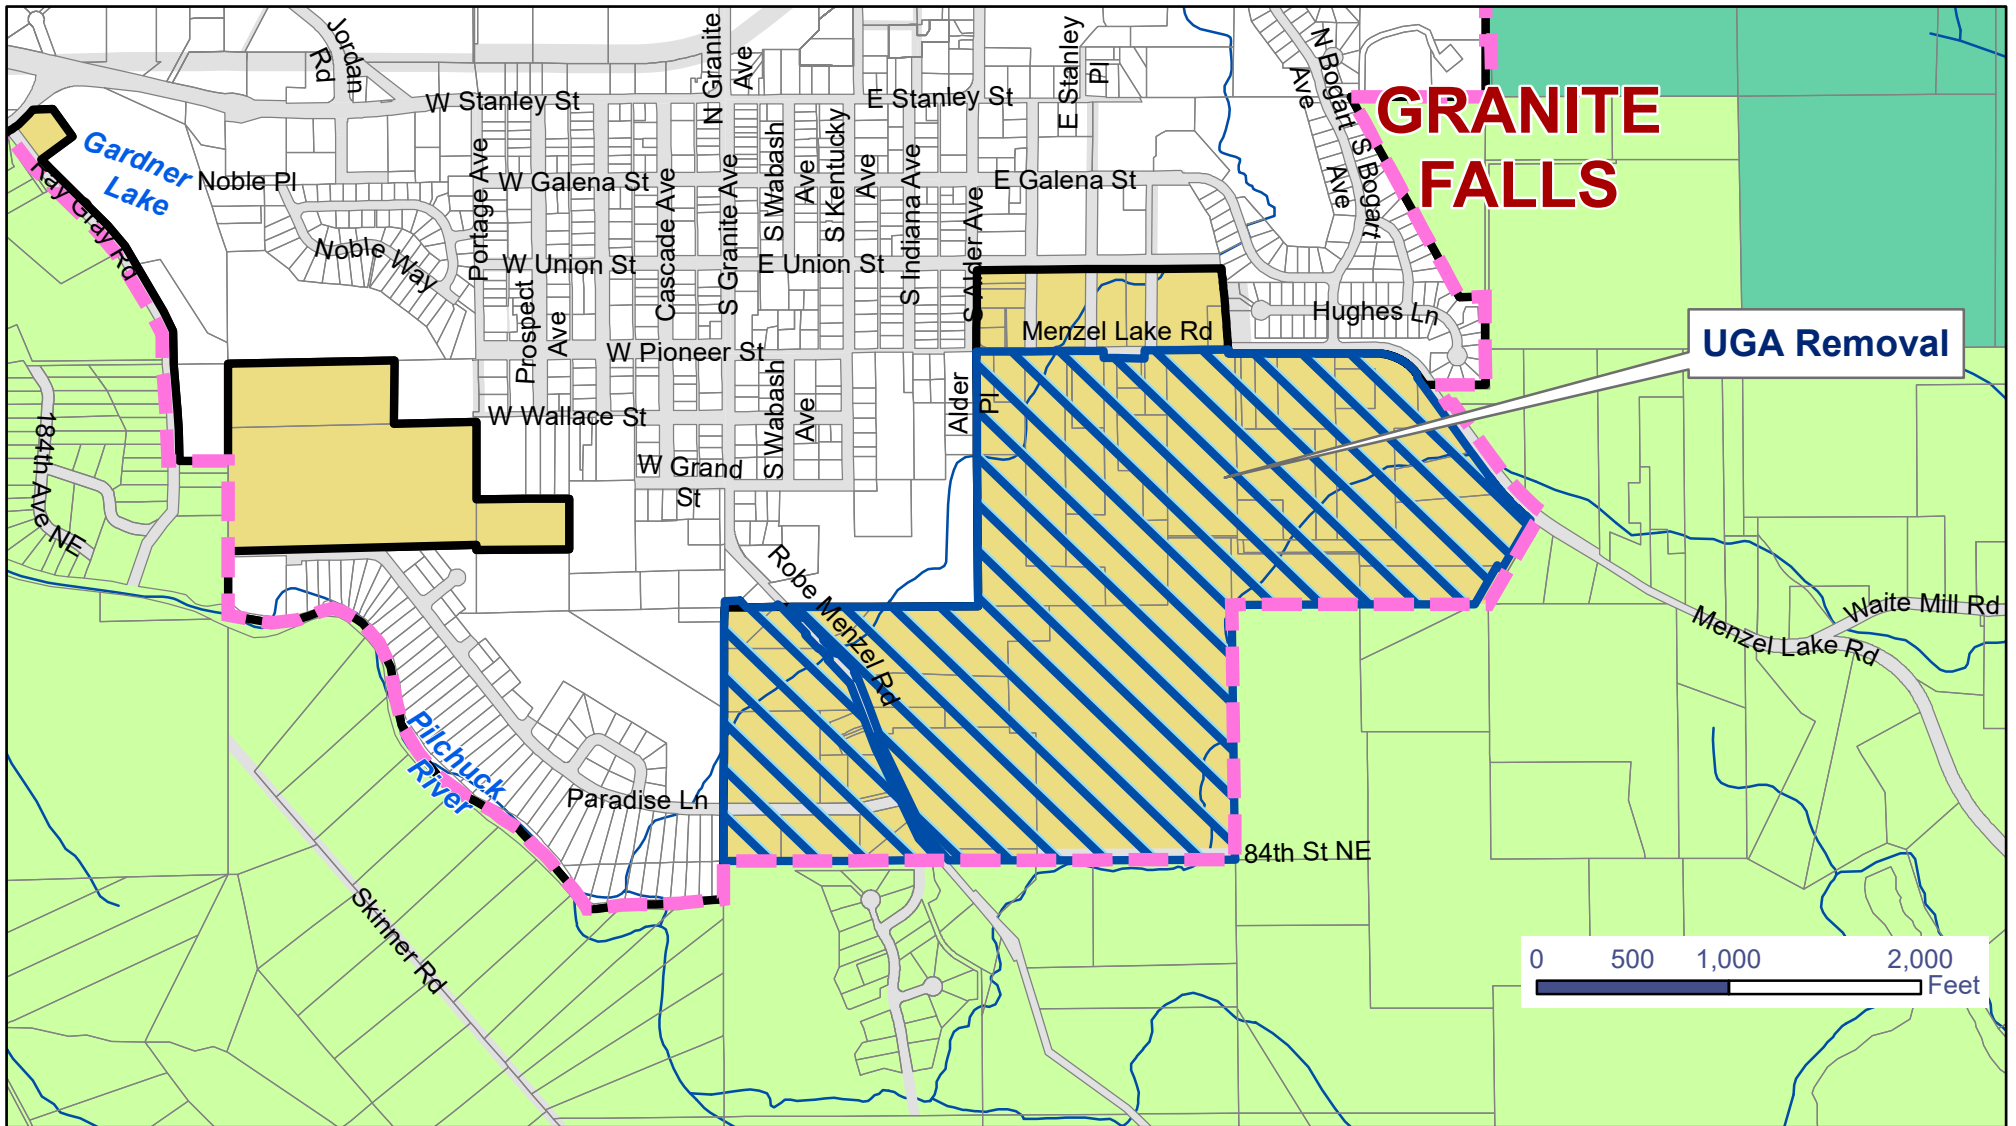 Jordan
Rd
N Granite
Ave
E Stanley
Pl
N Bogart
Ave
W Stanley St
E Stanley St
GRANITE
FALLS
Gardner
Lake
Ray Gray Rd
Noble Pl
Noble Way
Portage Ave
W Galena St
E Galena St
Cascade Ave
S Granite Ave
S Wabash
Ave
S Kentucky
Ave
S Indiana Ave
S Alder Ave
S Bogart
Ave
W Union St
E Union St
Prospect
Ave
Menzel Lake Rd
Hughes Ln
UGA Removal
W Pioneer St
W Wallace St
S Wabash
Ave
Alder
Pl
W Grand
St
184th Ave NE
Robe Menzel Rd
Menzel Lake Rd
Waite Mill Rd
Pilchuck
River
Paradise Ln
84th St NE
Skinner Rd
0 500 1,000 2,000
Feet